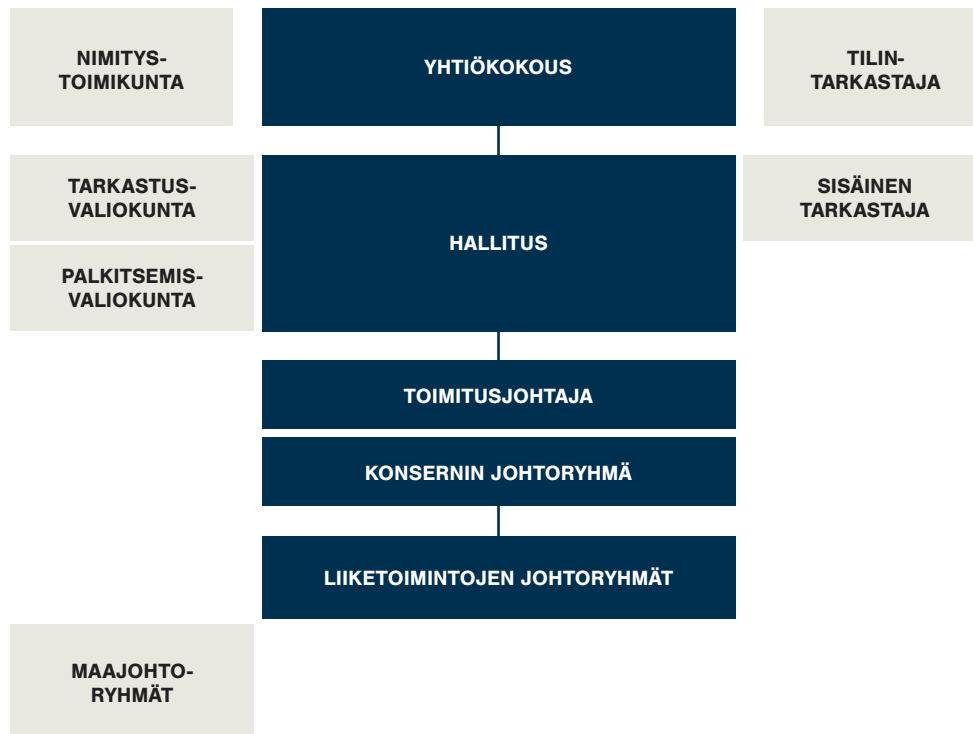 NIMITYS-
TOIMIKUNTA
YHTIÖKOKOUS
TILIN-
TARKASTAJA
TARKASTUS-
VALIOKUNTA
PALKITSEMIS-
VALIOKUNTA
HALLITUS
SISÄINEN
TARKASTAJA
TOIMITUSJOHTAJA
KONSERNIN JOHTORYHMÄ
LIIKETOIMINTOJEN JOHTORYHMÄT
MAAJOHTO-
RYHMÄT